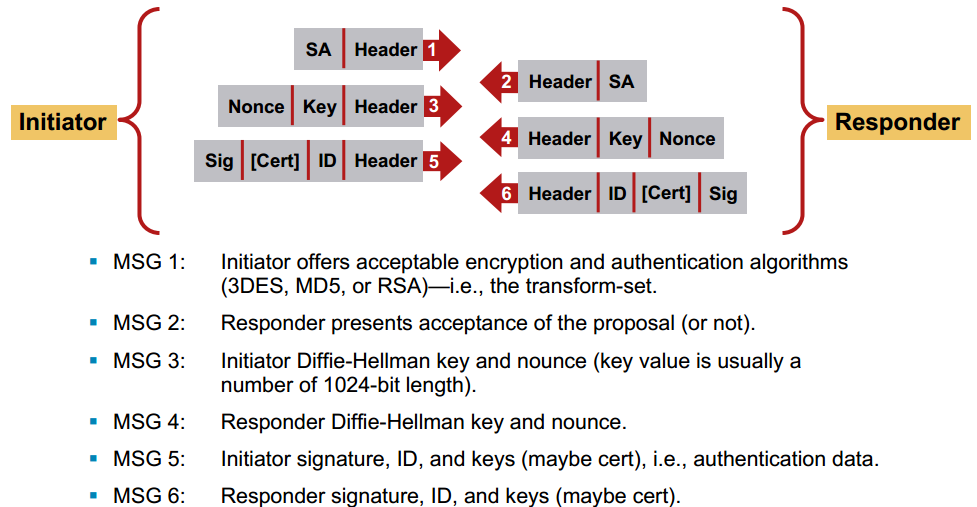 SA Header 1
2 Header SA
Nonce Key Header 3
Initiator
4 Header Key Nonce
Responder
Sig [Cert] ID Header 5
6 Header ID [Cert] Sig
▪ MSG 1: Initiator offers acceptable encryption and authentication algorithms
(3DES, MD5, or RSA)—i.e., the transform-set.
▪ MSG 2: Responder presents acceptance of the proposal (or not).
▪ MSG 3: Initiator Diffie-Hellman key and nounce (key value is usually a
number of 1024-bit length).
▪ MSG 4: Responder Diffie-Hellman key and nounce.
▪ MSG 5: Initiator signature, ID, and keys (maybe cert), i.e., authentication data.
▪ MSG 6: Responder signature, ID, and keys (maybe cert).